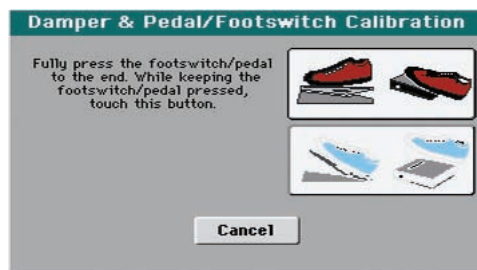 Damper & Pedal/Footswitch Calibration
Fully press the footswitch/pedal
to the end. While keeping the
footswitch/pedal pressed,
touch this button.
Cancel